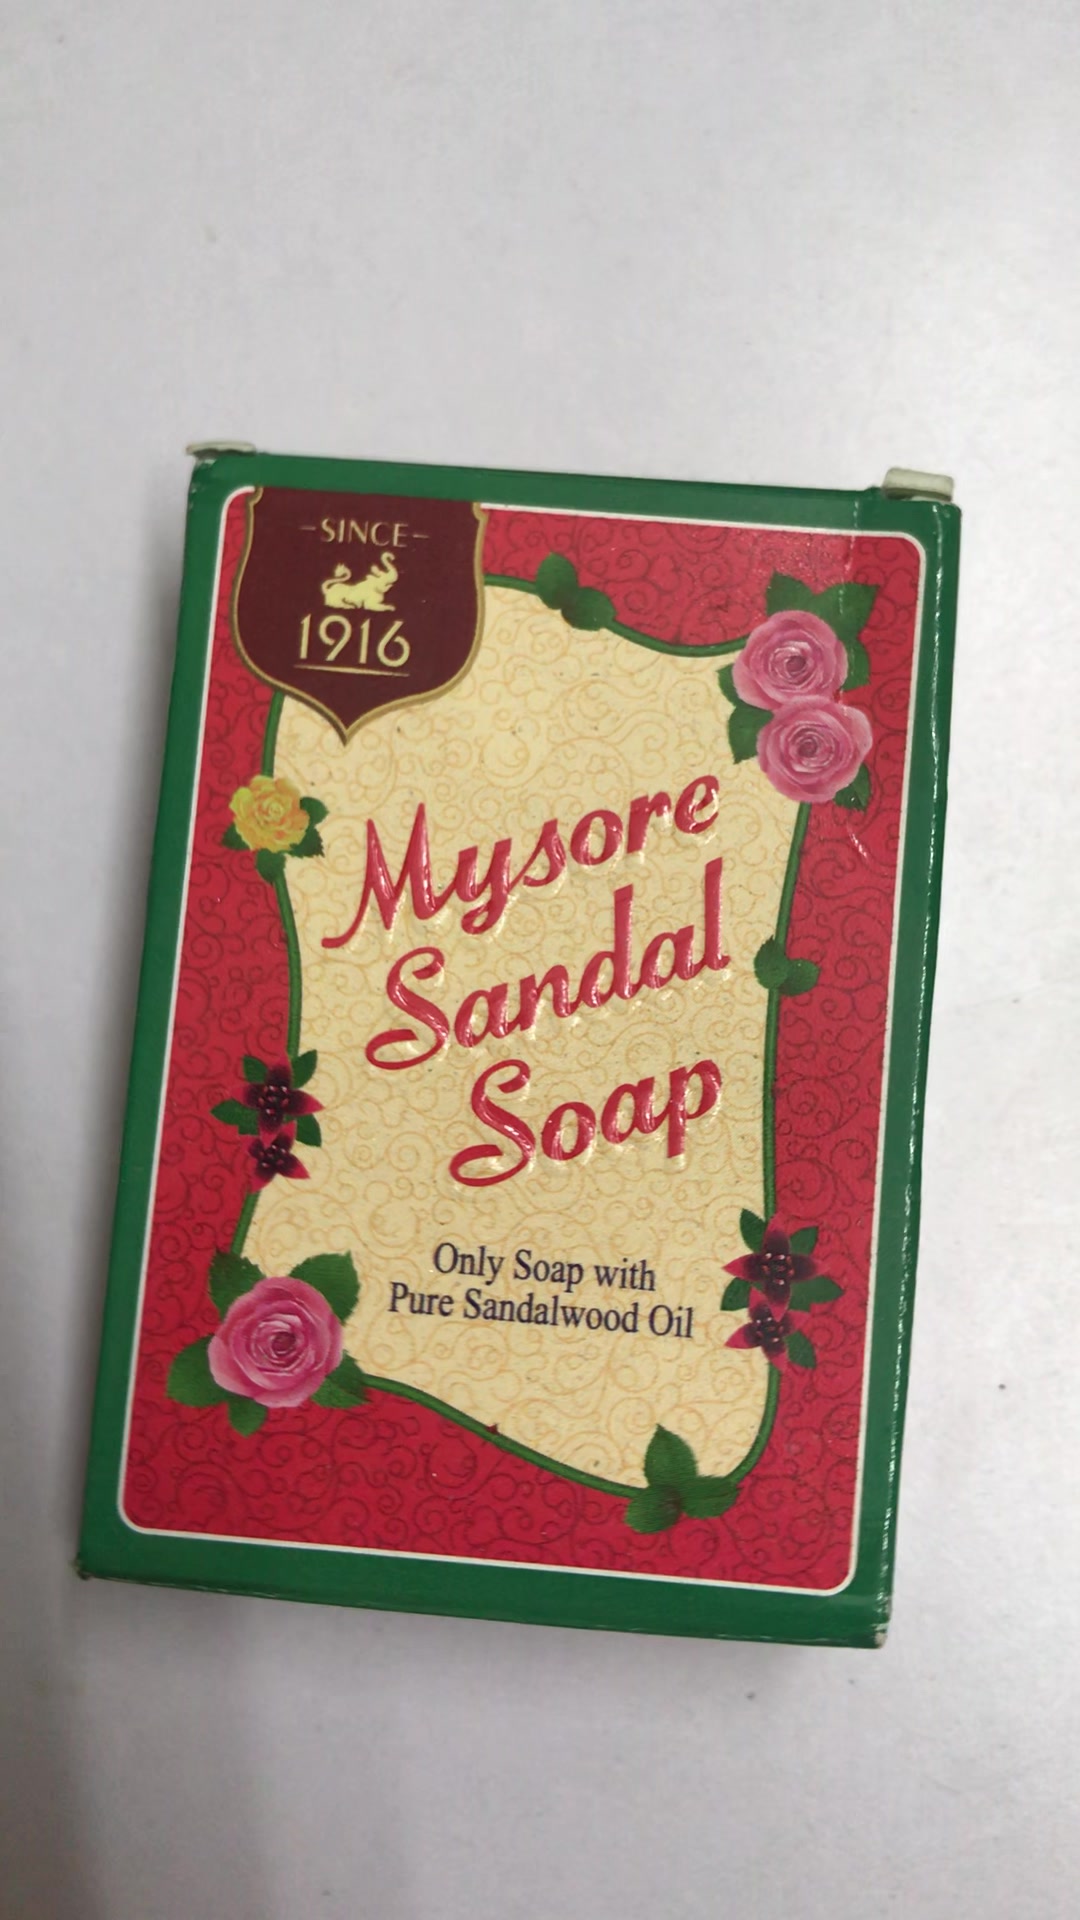 -SINCE-
1916
Mysore
Sandal
Soap
Only Soap with
Pure Sandalwood Oil